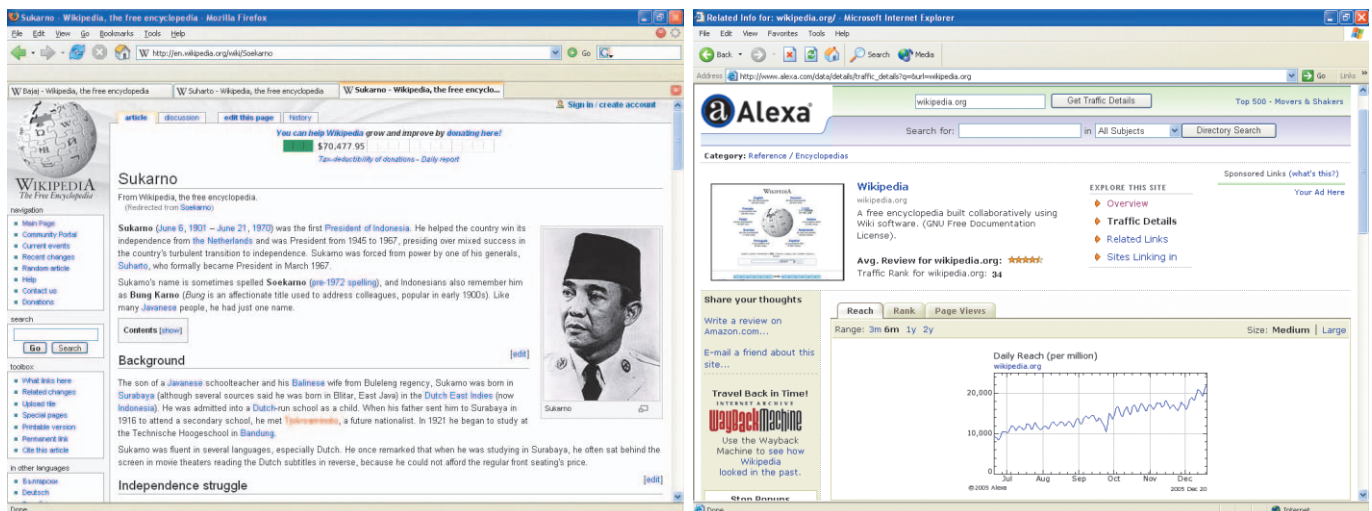 Sukarno - Wikipedia, the free encyclopedia - Mozilla Firefox
File Edit View Go Bookmarks Tools Help
http://en.wikipedia.org/wiki/Soekarno
Go
Bajaj - Wikipedia, the free encyclopedia
Suharto - Wikipedia, the free encyclopedia
Sukarno - Wikipedia, the free encyclo...
Sign in / create account
article discussion edit this page history
You can help Wikipedia grow and improve by donating here!
$70,477.95
Tax-deductibility of donations - Daily report
WIKIPEDIA
The Free Encyclopedia
navigation
Main Page
Community Portal
Current events
Recent changes
Random article
Help
Contact us
Donations
search
Go Search
toolbox
What links here
Related changes
Upload file
Special pages
Printable version
Permanent link
Cite this article
in other languages
Български
Deutsch
Sukarno
From Wikipedia, the free encyclopedia.
(Redirected from Soekarno)
Sukarno (June 6, 1901 – June 21, 1970) was the first President of Indonesia. He helped the country win its
independence from the Netherlands and was President from 1945 to 1967, presiding over mixed success in
the country's turbulent transition to independence. Sukarno was forced from power by one of his generals,
Suharto, who formally became President in March 1967.
Sukarno's name is sometimes spelled Soekarno (pre-1972 spelling), and Indonesians also remember him
as Bung Karno (Bung is an affectionate title used to address colleagues, popular in early 1900s). Like
many Javanese people, he had just one name.
Contents [show]
Sukarno
Background
[edit]
The son of a Javanese schoolteacher and his Balinese wife from Buleleng regency, Sukarno was born in
Surabaya (although several sources said he was born in Blitar, East Java) in the Dutch East Indies (now
Indonesia). He was admitted into a Dutch-run school as a child. When his father sent him to Surabaya in
1916 to attend a secondary school, he met Tjokroaminoto, a future nationalist. In 1921 he began to study at
the Technische Hoogeschool in Bandung.
Sukarno was fluent in several languages, especially Dutch. He once remarked that when he was studying in Surabaya, he often sat behind the
screen in movie theaters reading the Dutch subtitles in reverse, because he could not afford the regular front seating's price.
Independence struggle
[edit]
Done
Related Info for: wikipedia.org/ - Microsoft Internet Explorer
File Edit View Favorites Tools Help
Back Search Media
Address http://www.alexa.com/data/details/traffic_details?q=&url=wikipedia.org
Go Links
Alexa
wikipedia.org Get Traffic Details
Top 500 - Movers & Shakers
Search for: in All Subjects Directory Search
Category: Reference / Encyclopedias
Sponsored Links (what's this?)
Your Ad Here
Wikipedia
wikipedia.org
A free encyclopedia built collaboratively using
Wiki software. (GNU Free Documentation
License).
Avg. Review for wikipedia.org:
Traffic Rank for wikipedia.org: 34
EXPLORE THIS SITE
Overview
Traffic Details
Related Links
Sites Linking in
Share your thoughts
Write a review on
Amazon.com...
E-mail a friend about this
site...
Travel Back in Time!
INTERNET ARCHIVE
WayBackMachine
Use the Wayback
Machine to see how
Wikipedia
looked in the past.
Stop Popups
Reach Rank Page Views
Range: 3m 6m 1y 2y
Size: Medium | Large
Daily Reach (per million)
wikipedia.org
20,000
10,000
0
Jul Aug Sep Oct Nov Dec
©2005 Alexa
2005 Dec 20
Done
Internet